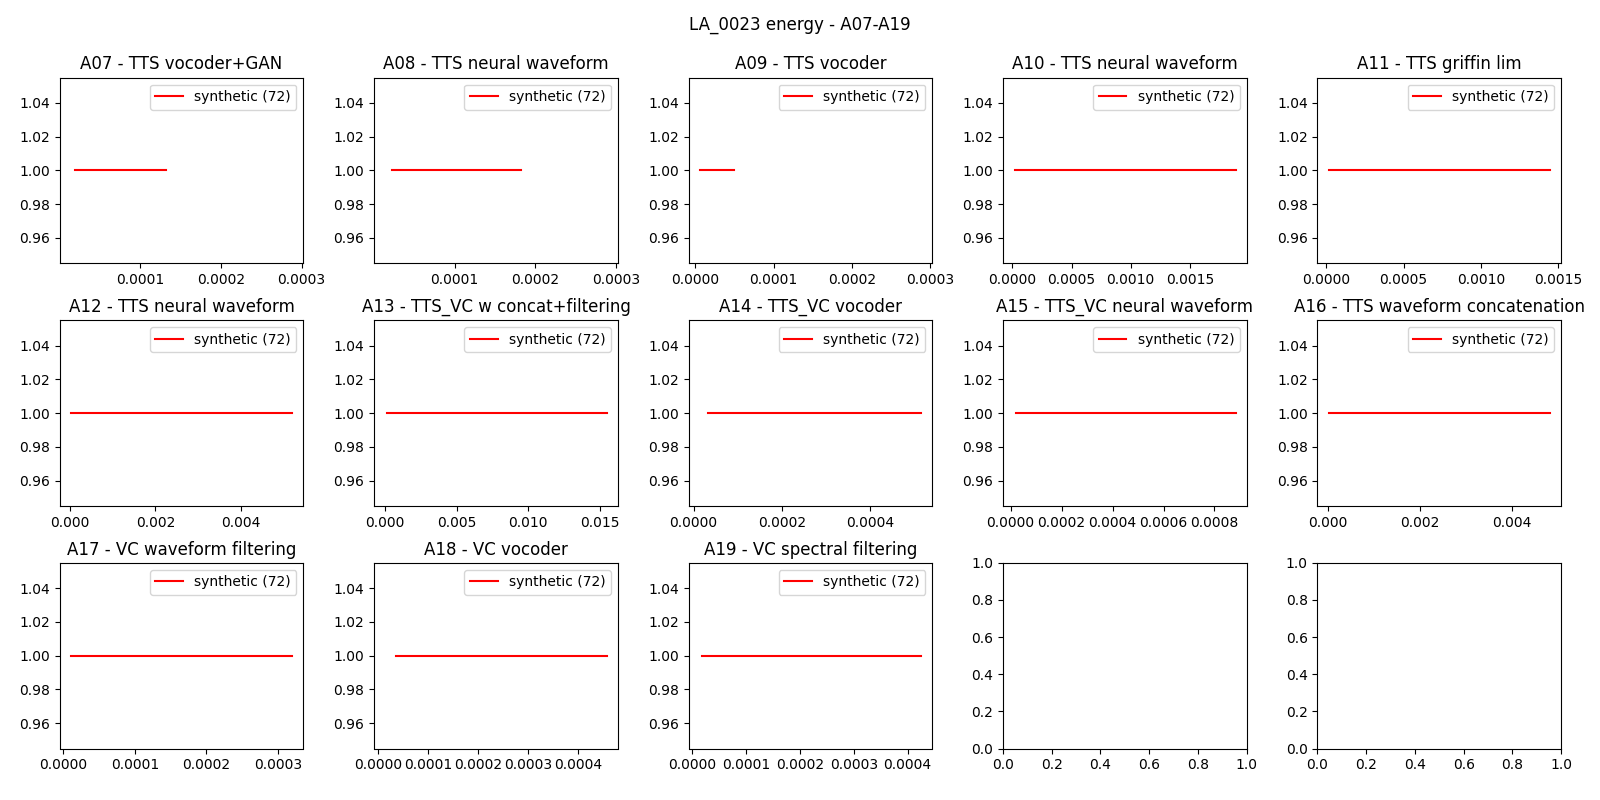 LA_0023 energy - A07-A19
A07 - TTS vocoder+GAN
synthetic (72)
1.04
1.02
1.00
0.98
0.96
0.0001 0.0002 0.0003
A08 - TTS neural waveform
synthetic (72)
1.04
1.02
1.00
0.98
0.96
0.0001 0.0002 0.0003
A09 - TTS vocoder
synthetic (72)
1.04
1.02
1.00
0.98
0.96
0.0000 0.0001 0.0002 0.0003
A10 - TTS neural waveform
synthetic (72)
1.04
1.02
1.00
0.98
0.96
0.0000 0.0005 0.0010 0.0015
A11 - TTS griffin lim
synthetic (72)
1.04
1.02
1.00
0.98
0.96
0.0000 0.0005 0.0010 0.0015
A12 - TTS neural waveform
synthetic (72)
1.04
1.02
1.00
0.98
0.96
0.000 0.002 0.004
A13 - TTS_VC w concat+filtering
synthetic (72)
1.04
1.02
1.00
0.98
0.96
0.000 0.005 0.010 0.015
A14 - TTS_VC vocoder
synthetic (72)
1.04
1.02
1.00
0.98
0.96
0.0000 0.0002 0.0004
A15 - TTS_VC neural waveform
synthetic (72)
1.04
1.02
1.00
0.98
0.96
0.0000 0.0002 0.0004 0.0006 0.0008
A16 - TTS waveform concatenation
synthetic (72)
1.04
1.02
1.00
0.98
0.96
0.000 0.002 0.004
A17 - VC waveform filtering
synthetic (72)
1.04
1.02
1.00
0.98
0.96
0.0000 0.0001 0.0002 0.0003
A18 - VC vocoder
synthetic (72)
1.04
1.02
1.00
0.98
0.96
0.0000 0.0001 0.0002 0.0003 0.0004
A19 - VC spectral filtering
synthetic (72)
1.04
1.02
1.00
0.98
0.96
0.0000 0.0001 0.0002 0.0003 0.0004
1.0
0.8
0.6
0.4
0.2
0.0
0.0 0.2 0.4 0.6 0.8 1.0
1.0
0.8
0.6
0.4
0.2
0.0
0.0 0.2 0.4 0.6 0.8 1.0